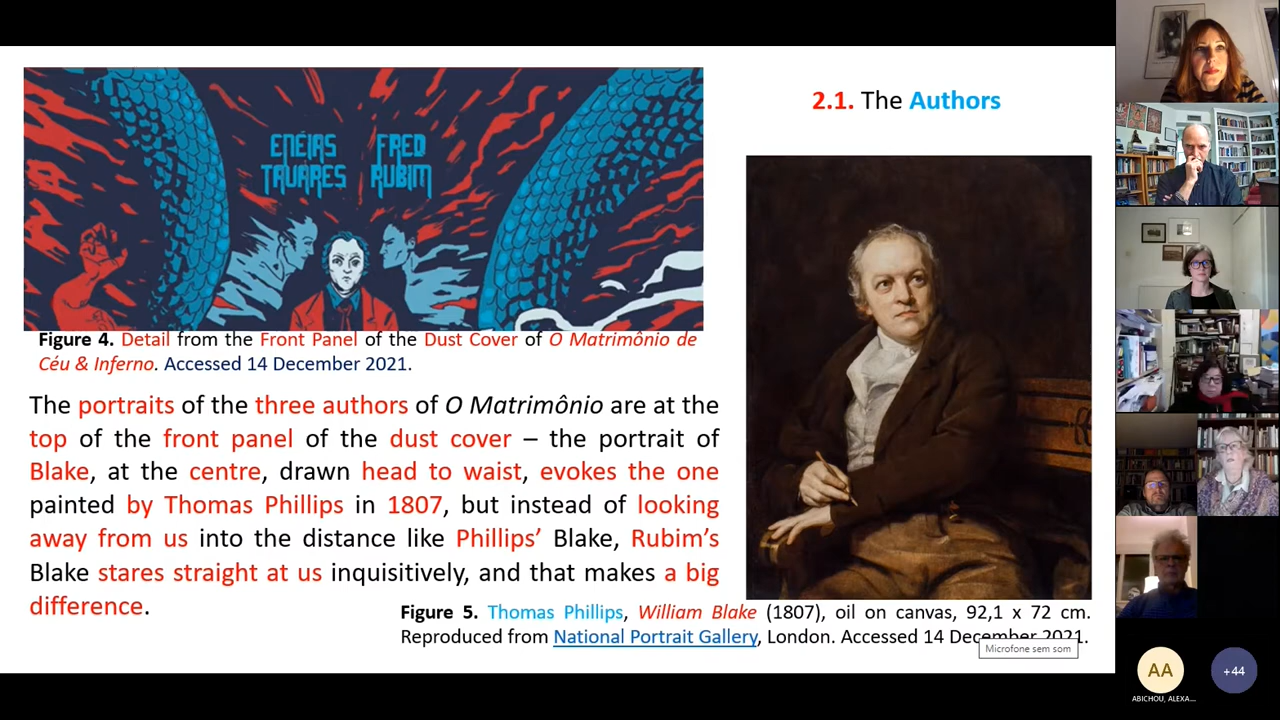 2.1. The Authors
ENÉIAS FRED
TAVARES RUBIM
Figure 4. Detail from the Front Panel of the Dust Cover of O Matrimônio de
Céu & Inferno. Accessed 14 December 2021.
The portraits of the three authors of O Matrimônio are at the
top of the front panel of the dust cover – the portrait of
Blake, at the centre, drawn head to waist, evokes the one
painted by Thomas Phillips in 1807, but instead of looking
away from us into the distance like Phillips’ Blake, Rubim’s
Blake stares straight at us inquisitively, and that makes a big
difference.
Figure 5. Thomas Phillips, William Blake (1807), oil on canvas, 92,1 x 72 cm.
Reproduced from National Portrait Gallery, London. Accessed 14 December 2021.
Microfone sem som
AA
+44
ABICHOU, ALEXA...